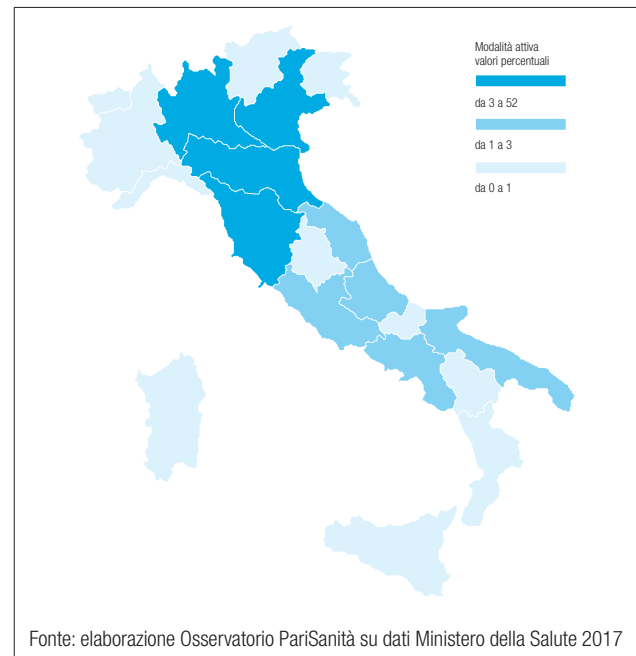 Modalità attiva
valori percentuali
da 3 a 52
da 1 a 3
da 0 a 1
Fonte: elaborazione Osservatorio PariSanità su dati Ministero della Salute 2017